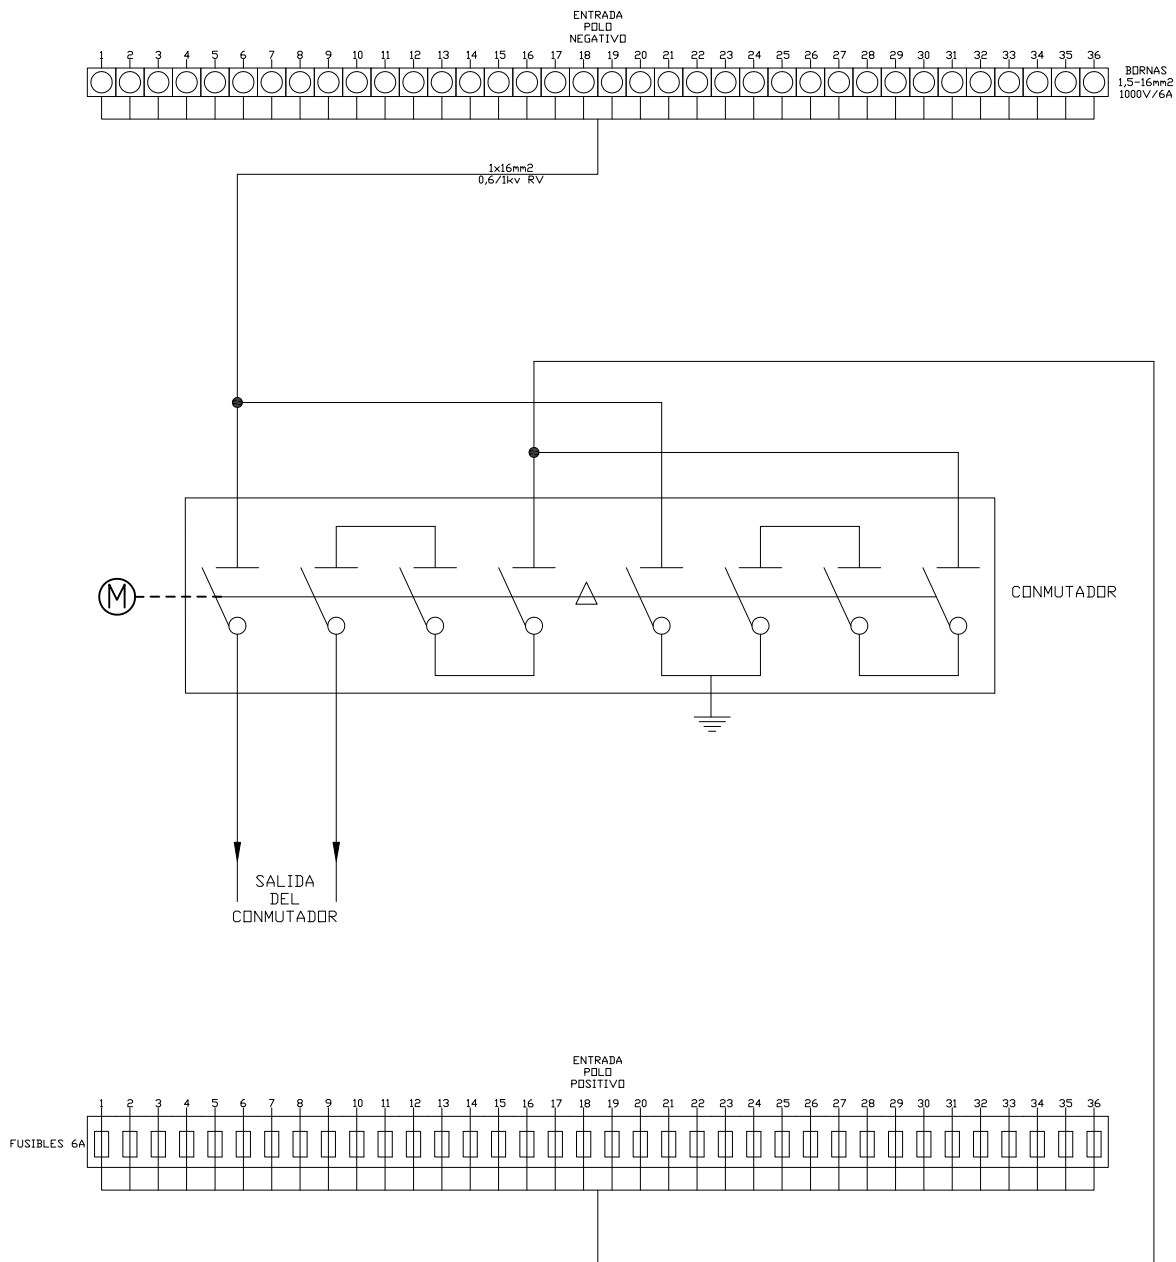 ENTRADA
POLO
NEGATIVO
1 2 3 4 5 6 7 8 9 10 11 12 13 14 15 16 17 18 19 20 21 22 23 24 25 26 27 28 29 30 31 32 33 34 35 36
BORNAS
1,5-16mm2
1000V/6A
1x16mm2
0,6/1kv RV
M
CONMUTADOR
SALIDA
DEL
CONMUTADOR
ENTRADA
POLO
POSITIVO
1 2 3 4 5 6 7 8 9 10 11 12 13 14 15 16 17 18 19 20 21 22 23 24 25 26 27 28 29 30 31 32 33 34 35 36
FUSIBLES 6A